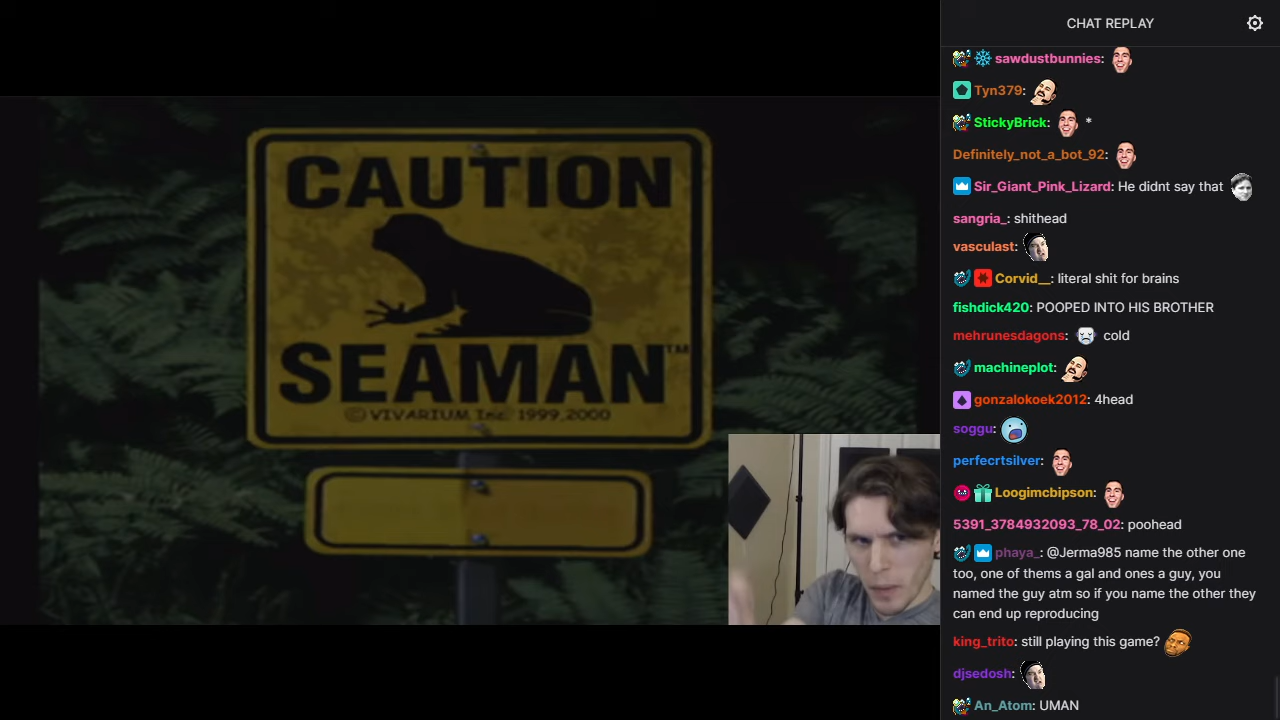 CAUTION
SEAMAN™
© VIVARIUM Inc. 1999,2000
CHAT REPLAY
sawdustbunnies:
Tyn379:
StickyBrick: *
Definitely_not_a_bot_92:
Sir_Giant_Pink_Lizard: He didnt say that
sangria_: shithead
vasculast:
Corvid__: literal shit for brains
fishdick420: POOPED INTO HIS BROTHER
mehrunesdagons: cold
machineplot:
gonzalokoek2012: 4head
soggu:
perfecrtsilver:
Loogimcbipson:
5391_3784932093_78_02: poohead
phaya_: @Jerma985 name the other one
too, one of thems a gal and ones a guy, you
named the guy atm so if you name the other they
can end up reproducing
king_trito: still playing this game?
djsedosh:
An_Atom: UMAN